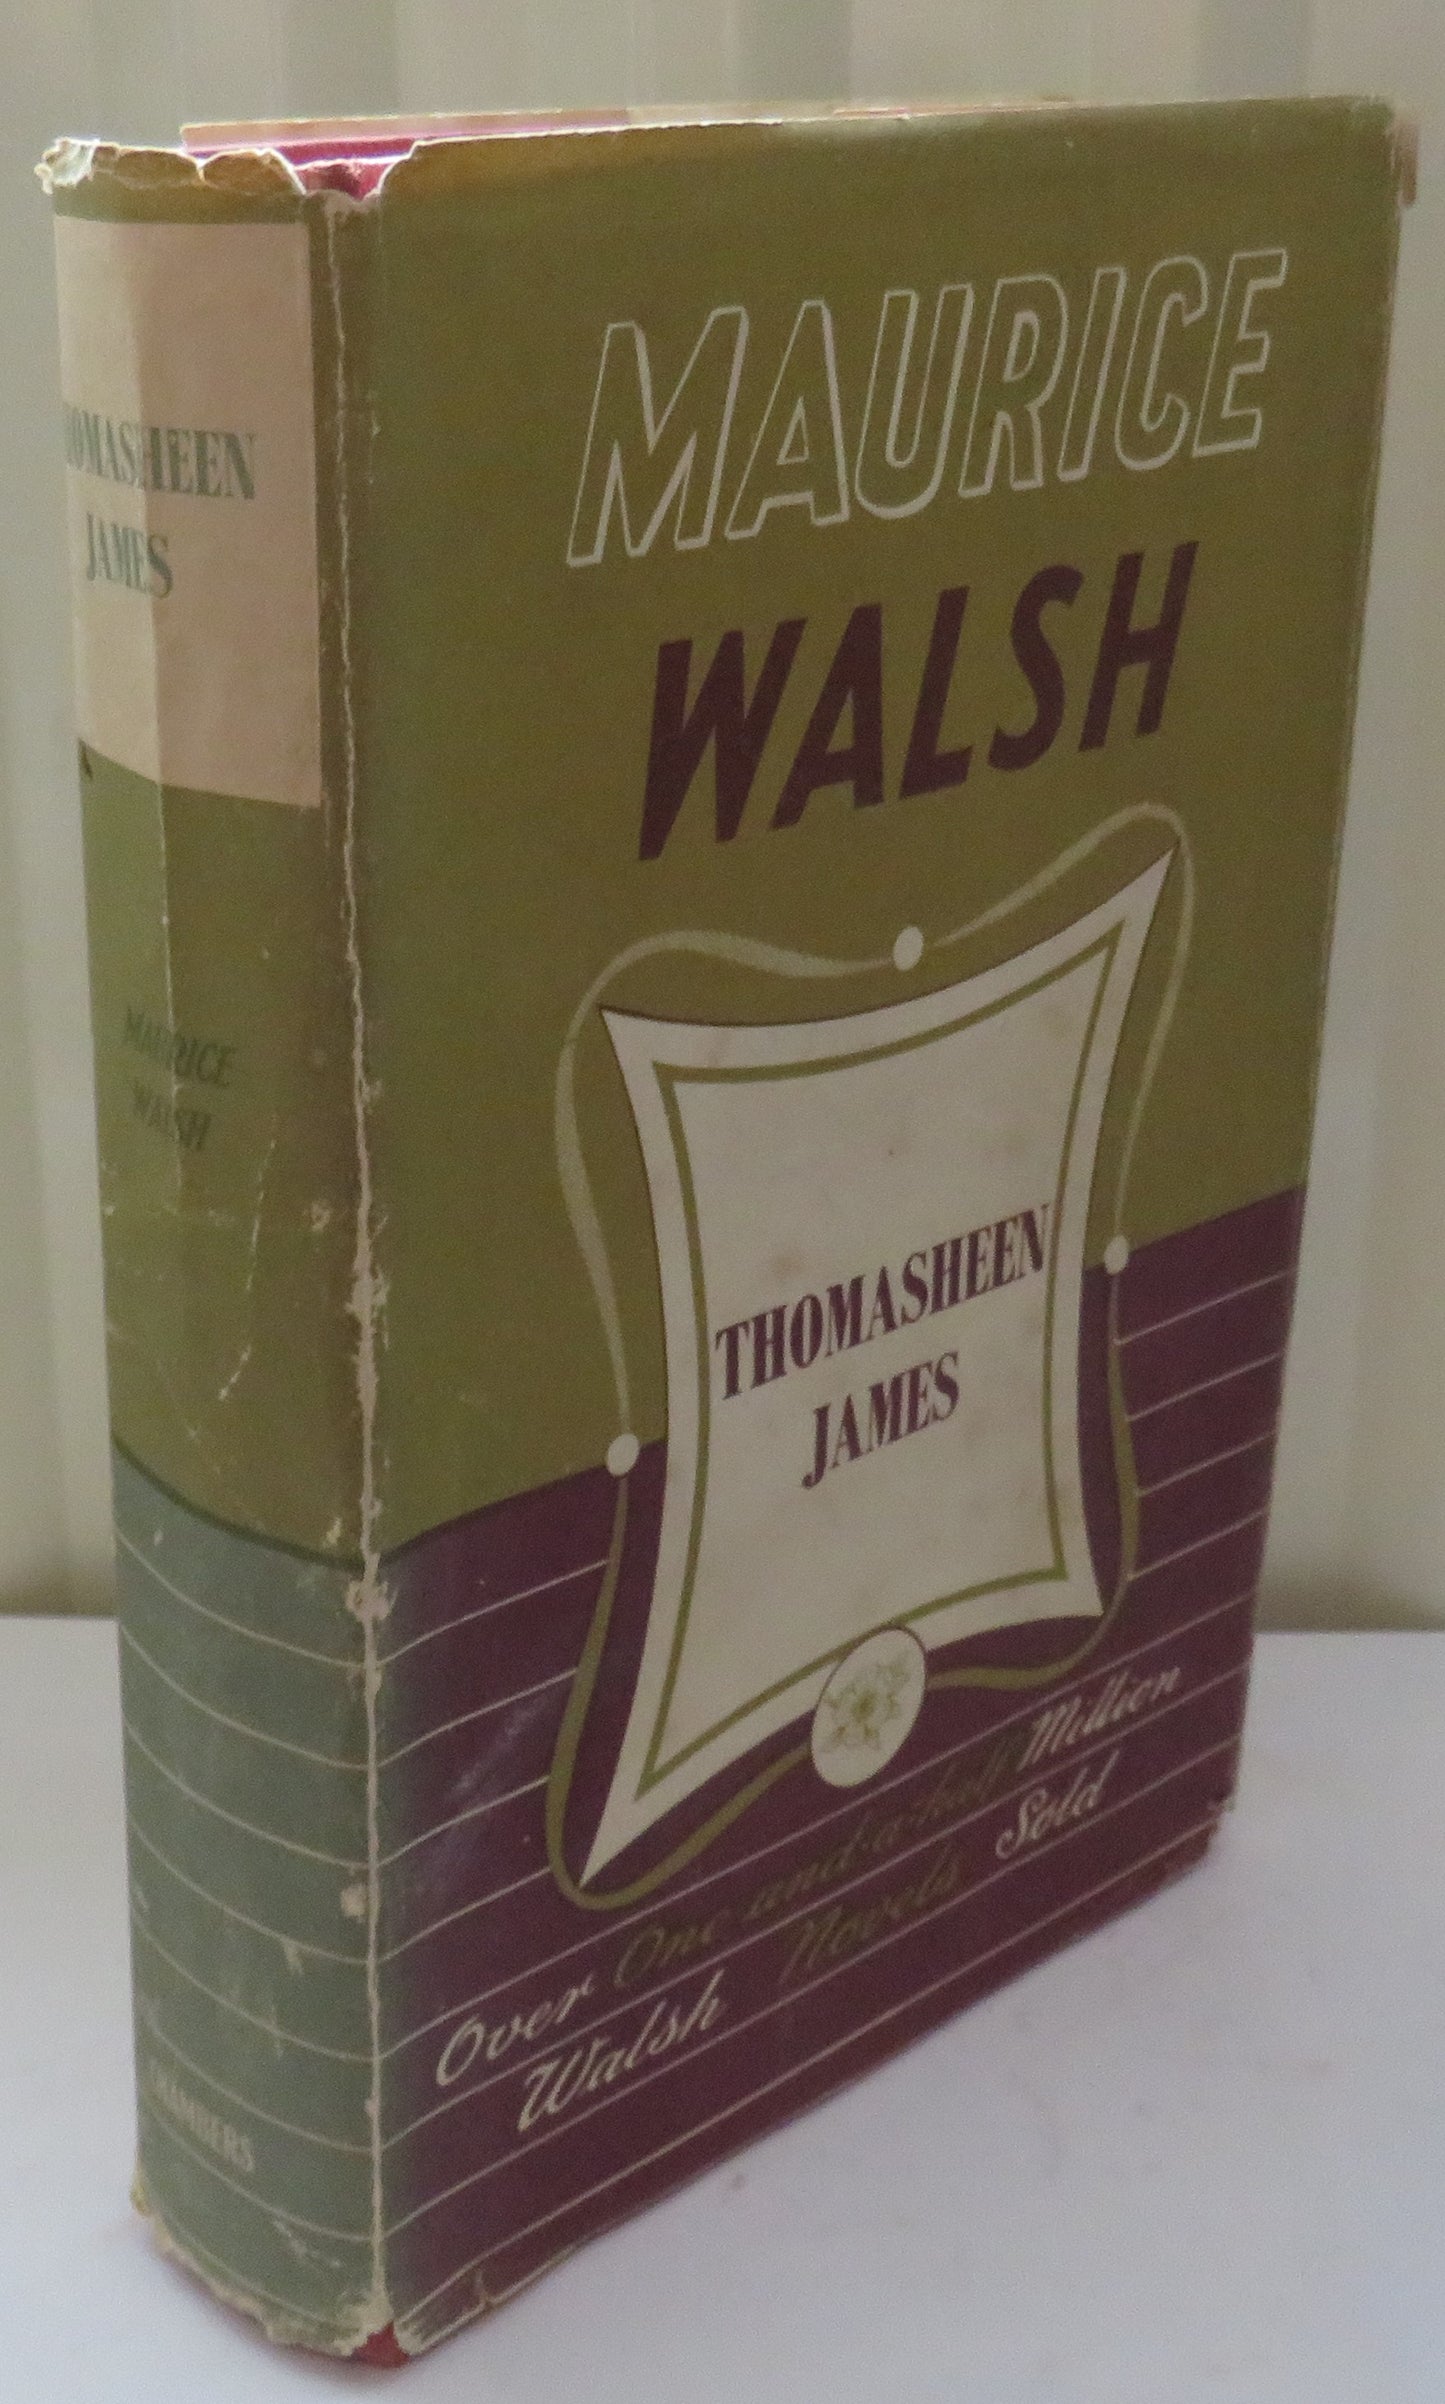 THOMASHEEN
JAMES
MAURICE
WALSH
CHAMBERS
MAURICE
WALSH
THOMASHEEN
JAMES
Over One-and-a-half Million
Walsh Novels Sold